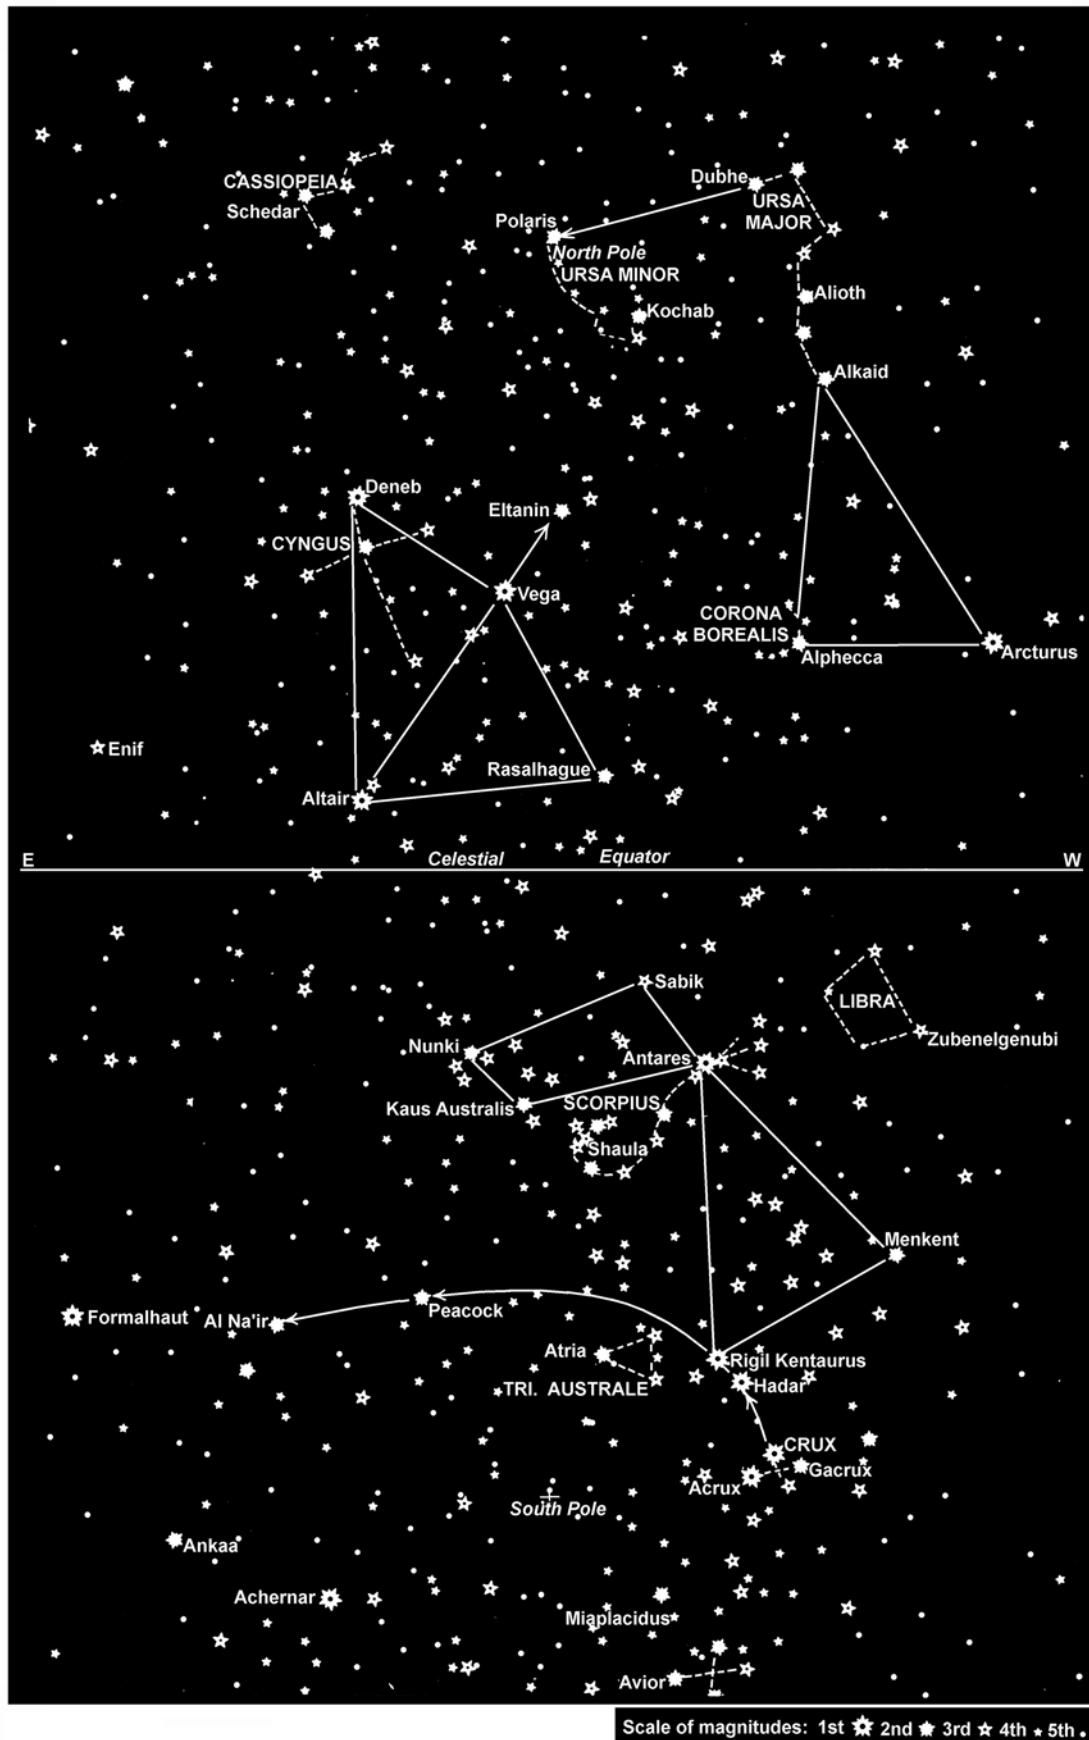 Dubhe
CASSIOPEIA
URSA
MAJOR
Schedar
Polaris
North Pole
URSA MINOR
Alioth
Kochab
Alkaid
Deneb
Eltanin
CYNGUS
Vega
CORONA
BOREALIS
Alphecca
Arcturus
Enif
Rasalhague
Altair
E
Celestial
Equator
W
Sabik
LIBRA
Zubenelgenubi
Nunki
Antares
Kaus Australis
SCORPIUS
Shaula
Menkent
Formalhaut
Al Na'ir
Peacock
Atria
Rigil Kentaurus
TRI. AUSTRALE
Hadar
CRUX
Gacrux
Acrux
South Pole
Ankaa
Achernar
Miaplacidus
Avior
Scale of magnitudes: 1st 2nd 3rd 4th 5th